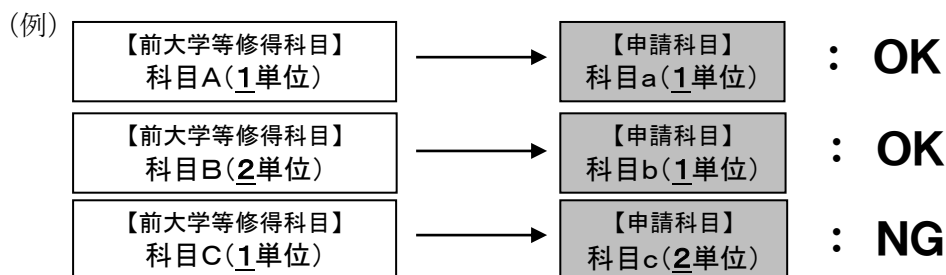 （例）
【前大学等修得科目】 【申請科目】
科目A（1単位） 科目a（1単位） ： OK
【前大学等修得科目】 【申請科目】
科目B（2単位） 科目b（1単位） ： OK
【前大学等修得科目】 【申請科目】
科目C（1単位） 科目c（2単位） ： NG